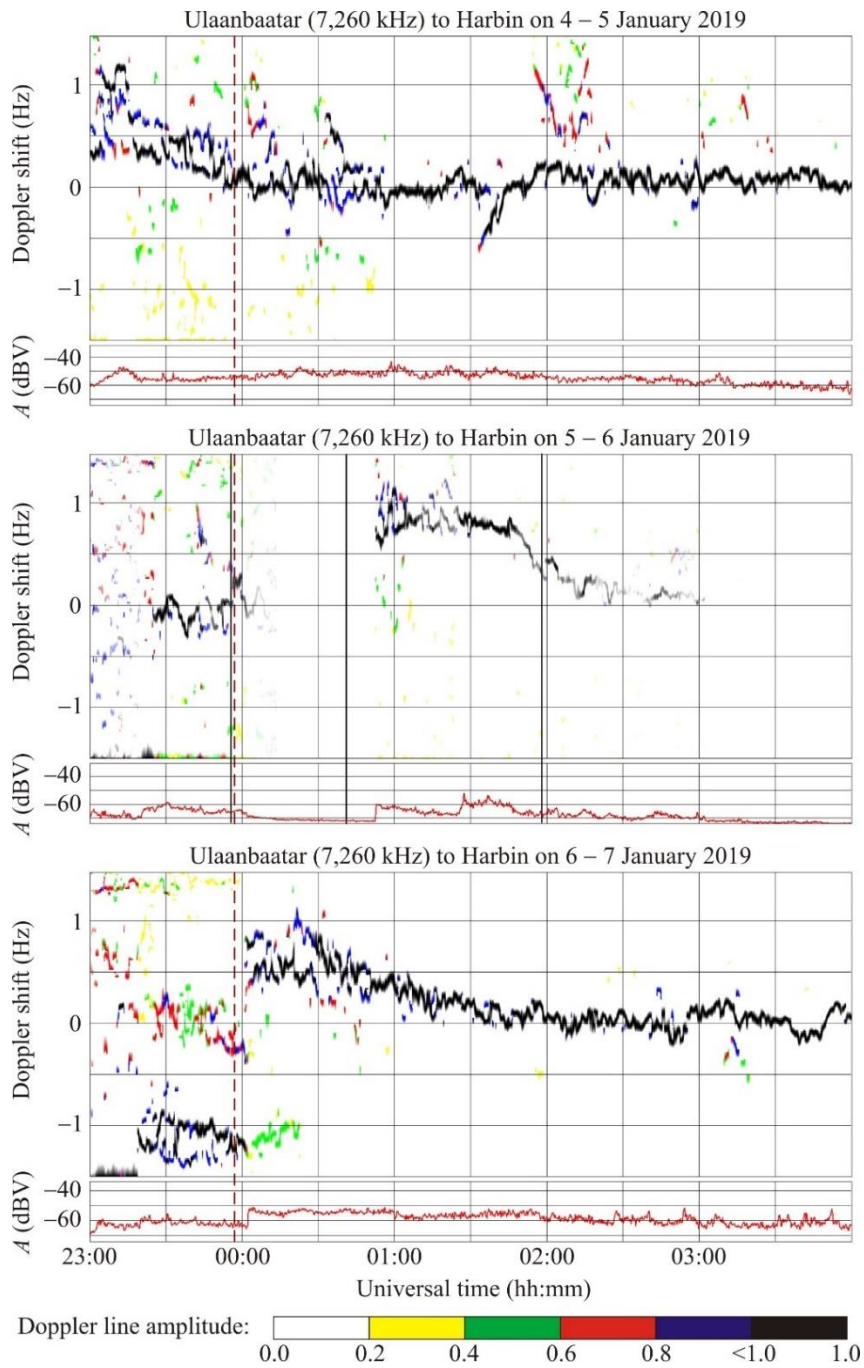 Ulaanbaatar (7,260 kHz) to Harbin on 4 – 5 January 2019
Doppler shift (Hz)
1
0
−1
A (dBV)
−40
−60
Ulaanbaatar (7,260 kHz) to Harbin on 5 – 6 January 2019
Doppler shift (Hz)
1
0
−1
A (dBV)
−40
−60
Ulaanbaatar (7,260 kHz) to Harbin on 6 – 7 January 2019
Doppler shift (Hz)
1
0
−1
A (dBV)
−40
−60
23:00 00:00 01:00 02:00 03:00
Universal time (hh:mm)
Doppler line amplitude:
0.0 0.2 0.4 0.6 0.8 <1.0 1.0